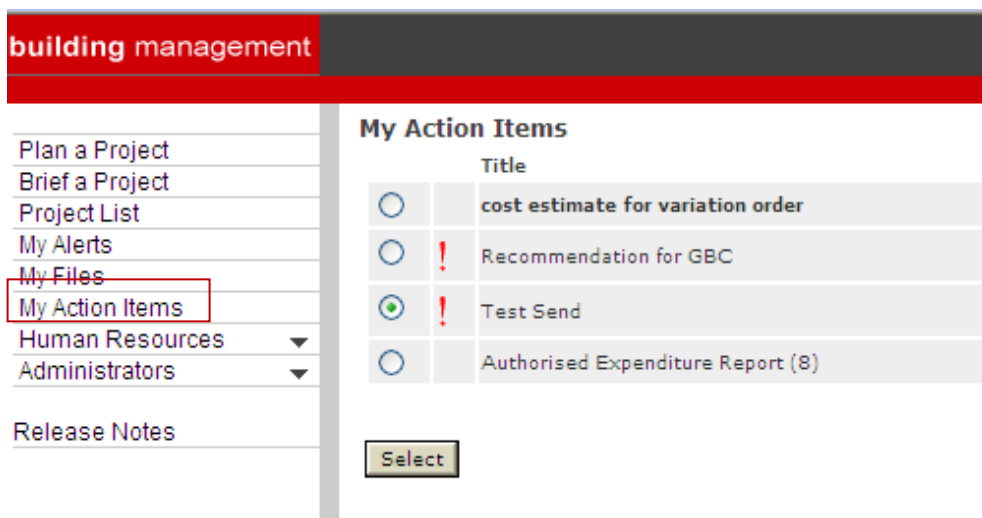 building management
Plan a Project
Brief a Project
Project List
My Alerts
My Files
My Action Items
Human Resources
Administrators
Release Notes
My Action Items
Title
cost estimate for variation order
! Recommendation for GBC
! Test Send
Authorised Expenditure Report (8)
Select